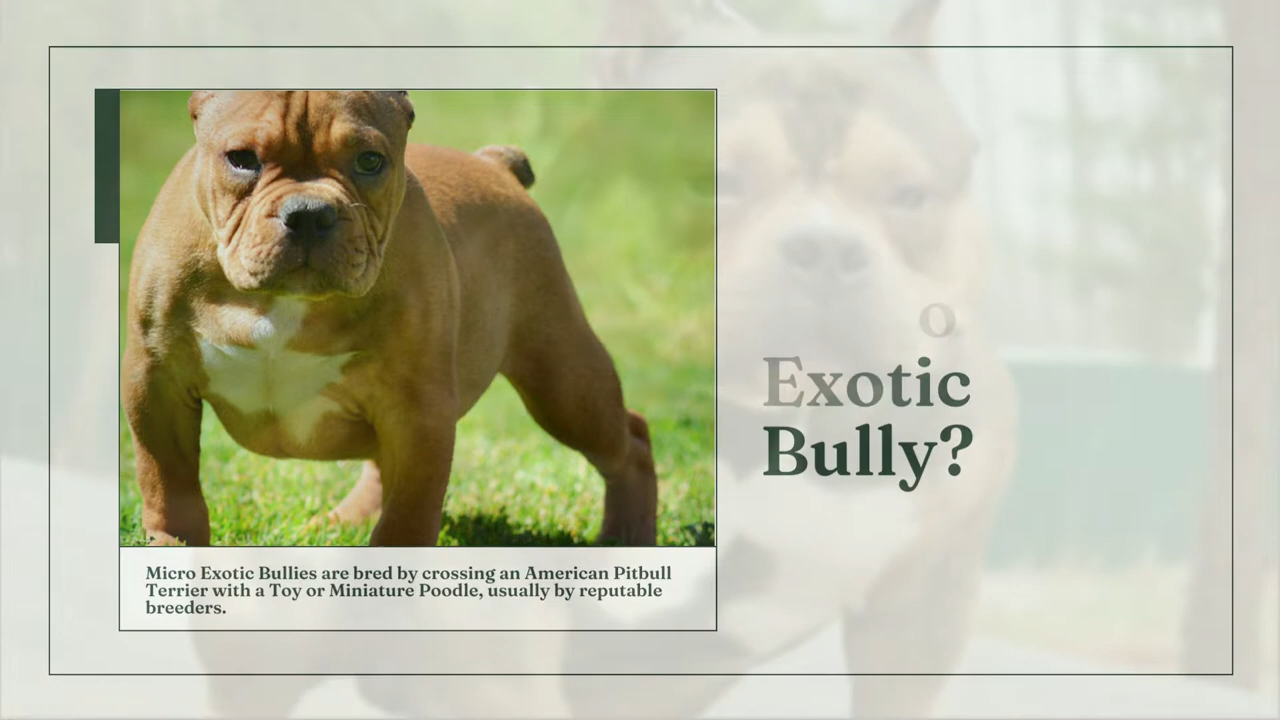 o
Exotic
Bully?
Micro Exotic Bullies are bred by crossing an American Pitbull
Terrier with a Toy or Miniature Poodle, usually by reputable
breeders.